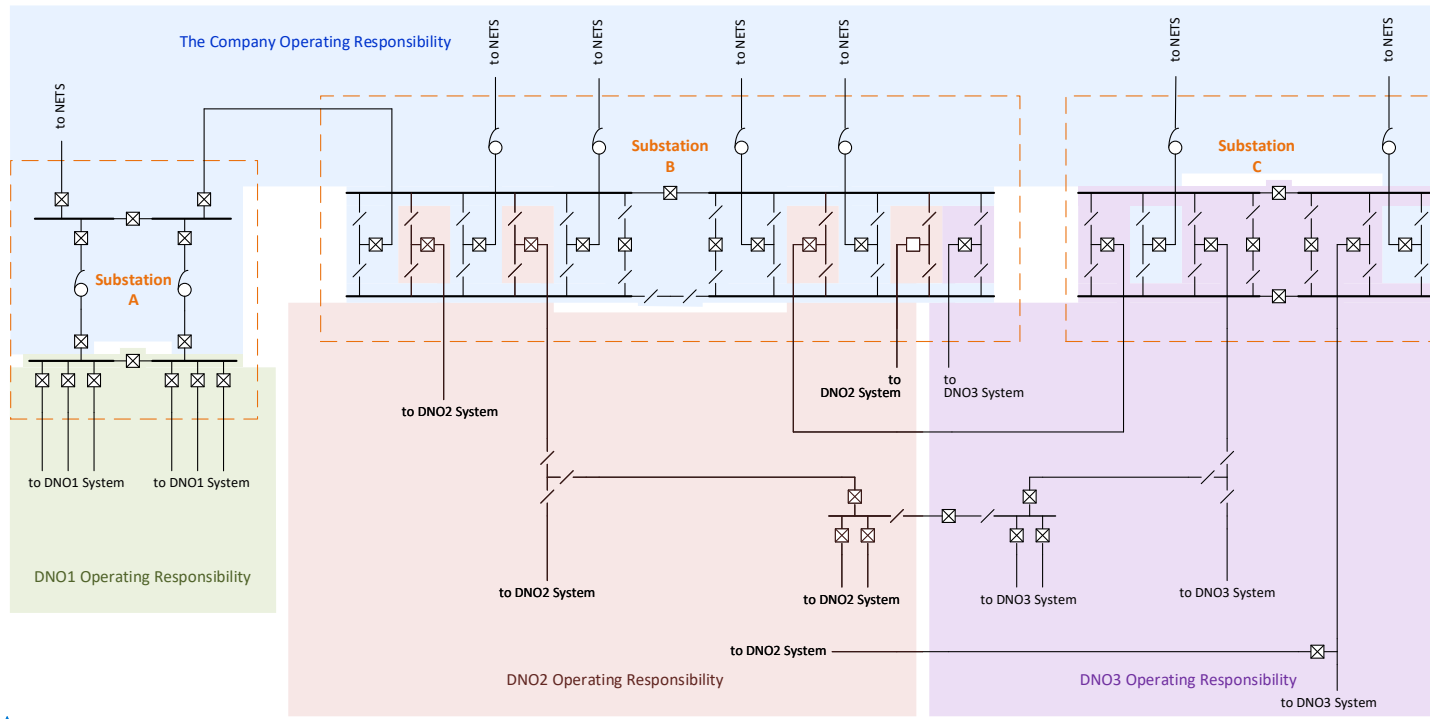 The Company Operating Responsibility
to NETS
to NETS
to NETS
to NETS
to NETS
to NETS
to NETS
Substation
A
Substation
B
Substation
C
to
DNO2 System
to
DNO3 System
to DNO2 System
to DNO1 System
to DNO1 System
DNO1 Operating Responsibility
to DNO2 System
to DNO2 System
to DNO3 System
to DNO3 System
to DNO2 System
DNO2 Operating Responsibility
DNO3 Operating Responsibility
to DNO3 System